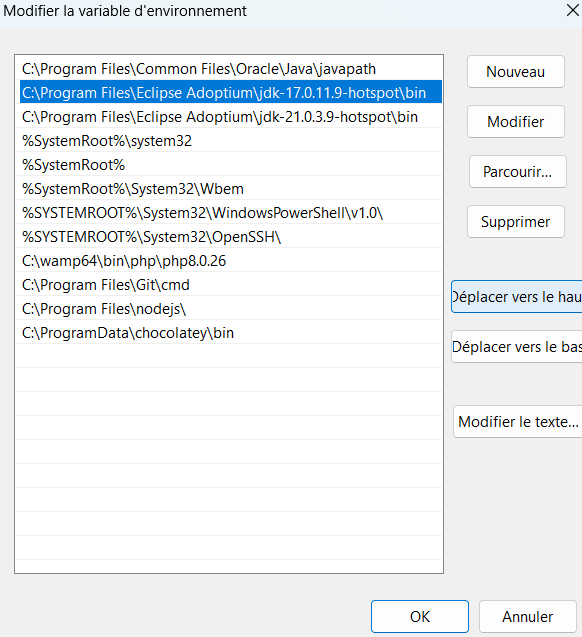 Modifier la variable d'environnement
C:\Program Files\Common Files\Oracle\Java\javapath
C:\Program Files\Eclipse Adoptium\jdk-17.0.11.9-hotspot\bin
C:\Program Files\Eclipse Adoptium\jdk-21.0.3.9-hotspot\bin
%SystemRoot%\system32
%SystemRoot%
%SystemRoot%\System32\Wbem
%SYSTEMROOT%\System32\WindowsPowerShell\v1.0\
%SYSTEMROOT%\System32\OpenSSH\
C:\wamp64\bin\php\php8.0.26
C:\Program Files\Git\cmd
C:\Program Files\nodejs\
C:\ProgramData\chocolatey\bin
Nouveau
Modifier
Parcourir...
Supprimer
Déplacer vers le hau
Déplacer vers le bas
Modifier le texte...
OK
Annuler